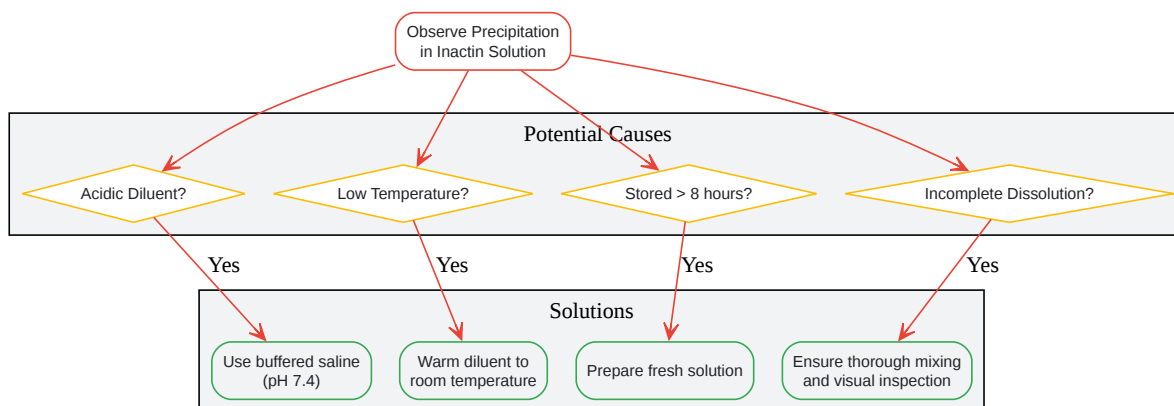 Observe Precipitation
in Inactin Solution
Potential Causes
Acidic Diluent?
Low Temperature?
Stored > 8 hours?
Incomplete Dissolution?
Yes
Yes
Yes
Yes
Solutions
Use buffered saline
(pH 7.4)
Warm diluent to
room temperature
Prepare fresh solution
Ensure thorough mixing
and visual inspection